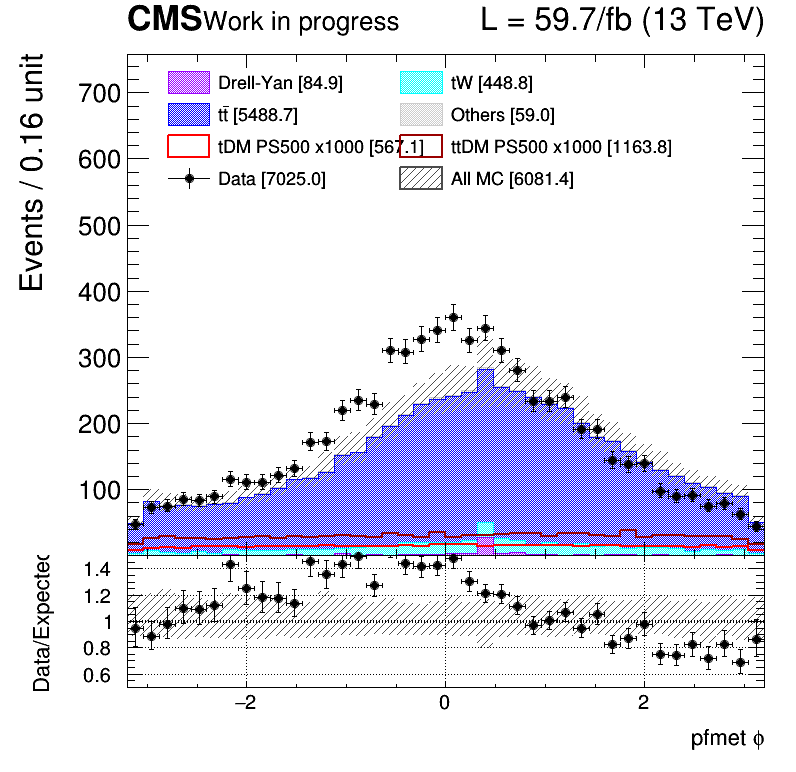 CMS Work in progress L = 59.7/fb (13 TeV)
Events / 0.16 unit
700
600
500
400
300
200
100
Drell-Yan [84.9] tW [448.8]
tt̄ [5488.7] Others [59.0]
tDM PS500 x1000 [567.1] ttDM PS500 x1000 [1163.8]
Data [7025.0] All MC [6081.4]
Data/Expected
1.4
1.2
1
0.8
0.6
−2 0 2
pfmet ϕ